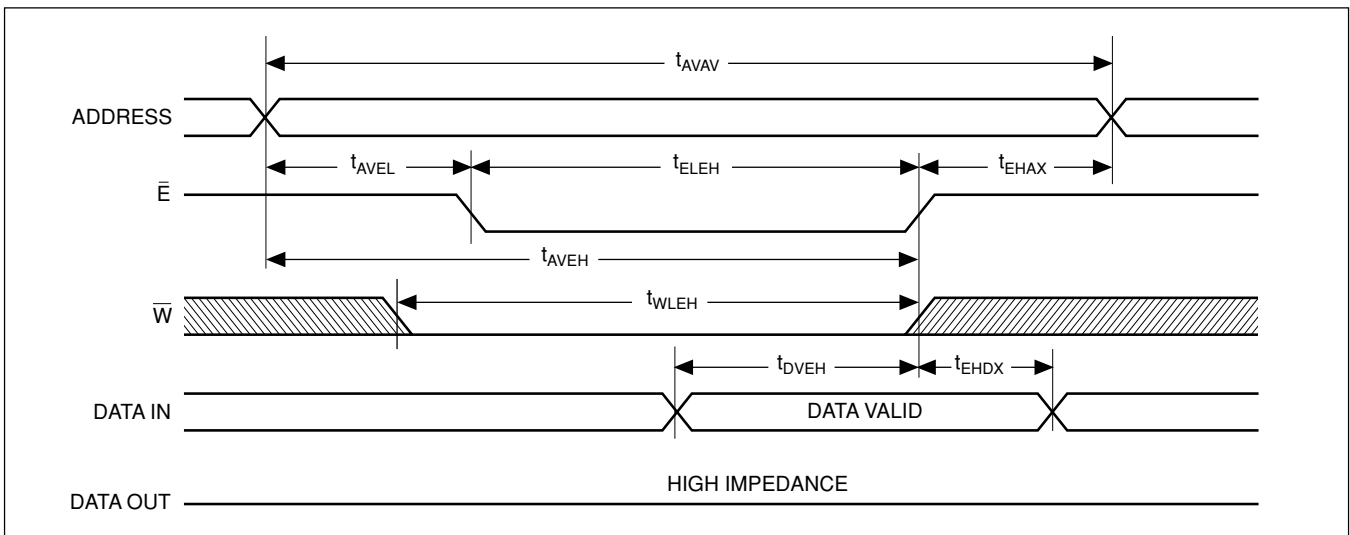 tAVAV
ADDRESS
tAVEL
tELEH
tEHAX
Ē
tAVEH
tWLEH
W̅
tDVEH
tEHDX
DATA IN
DATA VALID
HIGH IMPEDANCE
DATA OUT